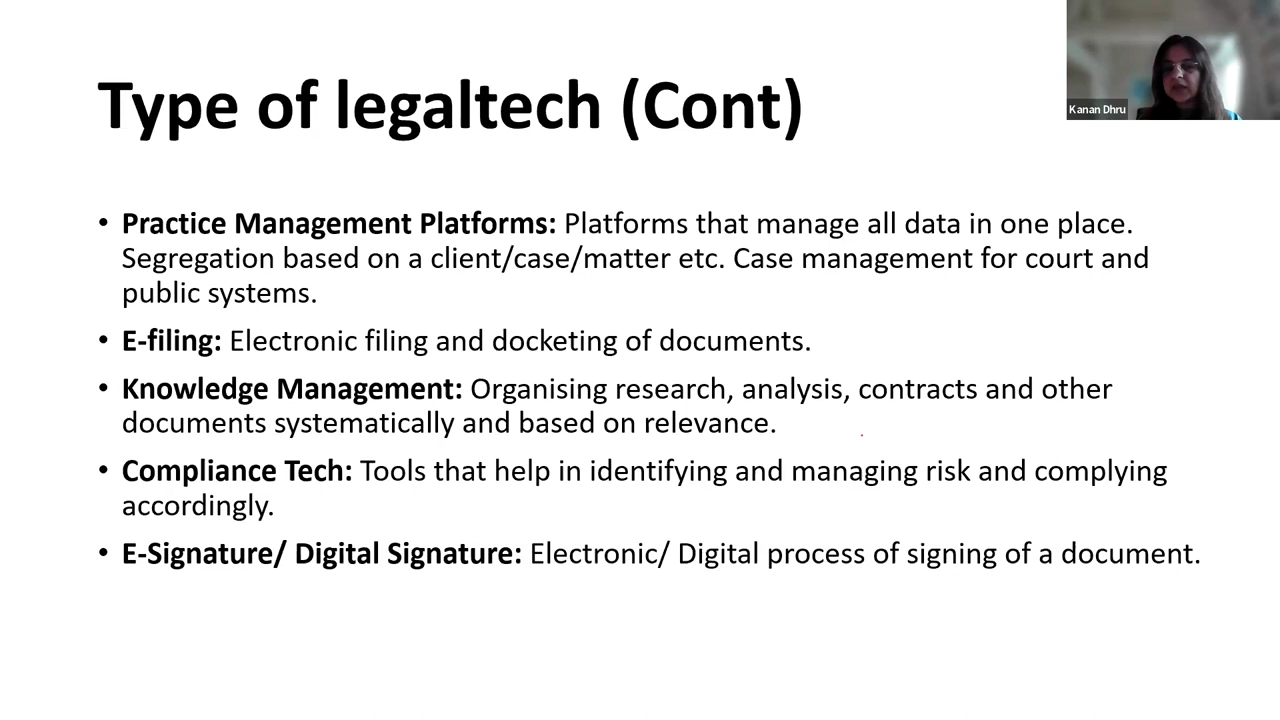 Type of legaltech (Cont)
Kanan Dhru
• Practice Management Platforms: Platforms that manage all data in one place.
Segregation based on a client/case/matter etc. Case management for court and
public systems.
• E-filing: Electronic filing and docketing of documents.
• Knowledge Management: Organising research, analysis, contracts and other
documents systematically and based on relevance.
• Compliance Tech: Tools that help in identifying and managing risk and complying
accordingly.
• E-Signature/ Digital Signature: Electronic/ Digital process of signing of a document.